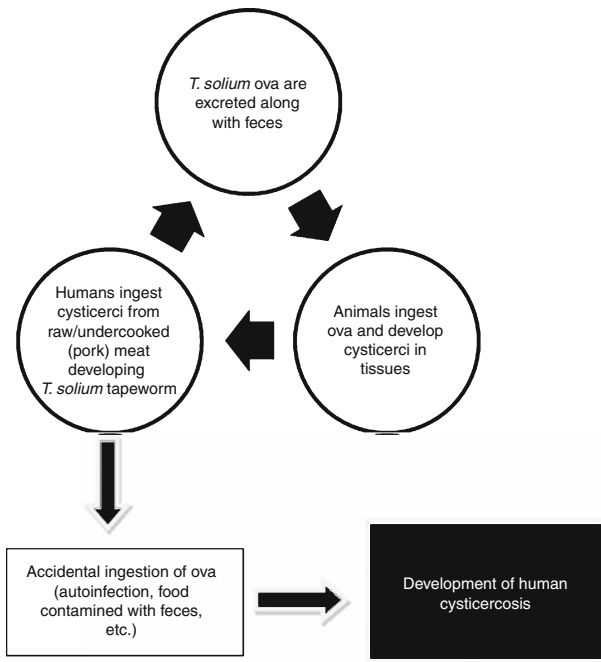 T. solium ova are
excreted along
with feces
Humans ingest
cysticerci from
raw/undercooked
(pork) meat
developing
T. solium tapeworm
Animals ingest
ova and develop
cysticerci in
tissues
Accidental ingestion of ova
(autoinfection, food
contamined with feces,
etc.)
Development of human
cysticercosis